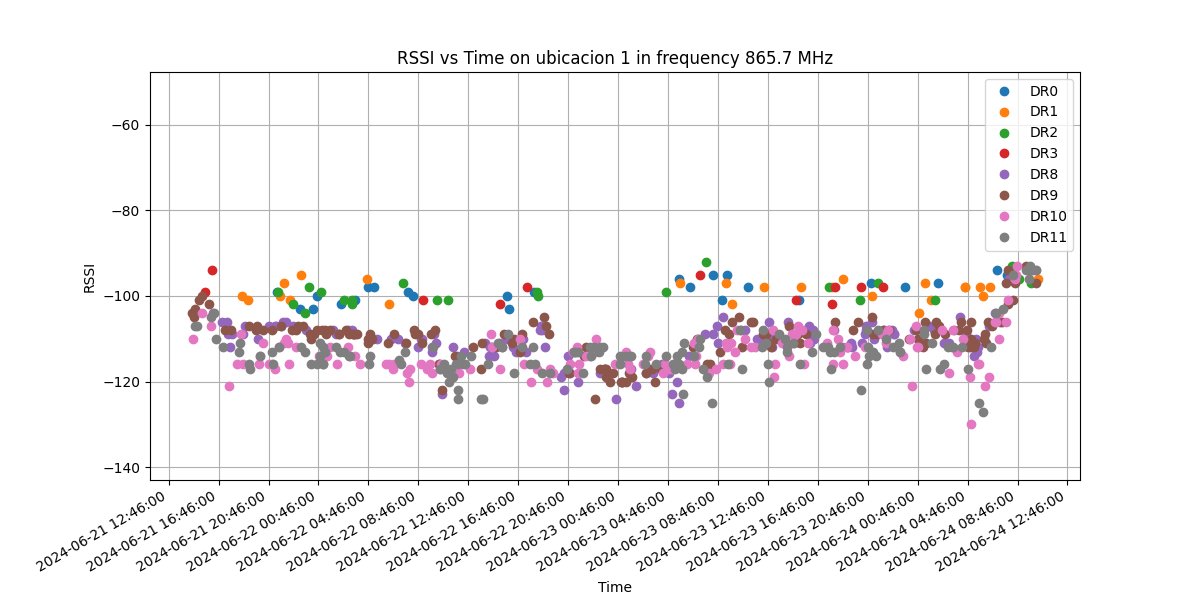 RSSI vs Time on ubicacion 1 in frequency 865.7 MHz
DR0
DR1
DR2
DR3
DR8
DR9
DR10
DR11
−60
−80
−100
−120
−140
RSSI
2024-06-21 12:46:00
2024-06-21 16:46:00
2024-06-21 20:46:00
2024-06-22 00:46:00
2024-06-22 04:46:00
2024-06-22 08:46:00
2024-06-22 12:46:00
2024-06-22 16:46:00
2024-06-22 20:46:00
2024-06-23 00:46:00
2024-06-23 04:46:00
2024-06-23 08:46:00
2024-06-23 12:46:00
2024-06-23 16:46:00
2024-06-23 20:46:00
2024-06-24 00:46:00
2024-06-24 04:46:00
2024-06-24 08:46:00
2024-06-24 12:46:00
Time